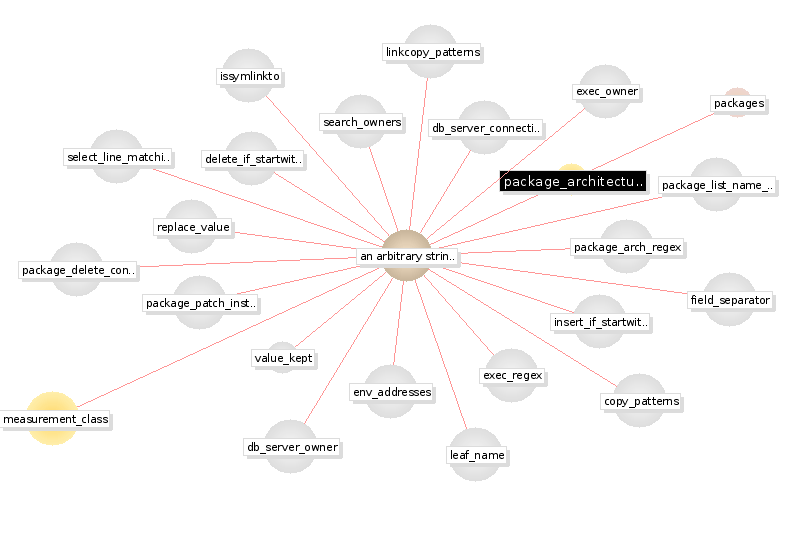 linkcopy_patterns
issymlinkto
exec_owner
packages
search_owners
db_server_connecti..
select_line_matchi..
delete_if_startwit..
package_architectu..
package_list_name_..
replace_value
package_arch_regex
an arbitrary strin..
package_delete_con..
package_patch_inst..
field_separator
insert_if_startwit..
value_kept
exec_regex
env_addresses
copy_patterns
measurement_class
db_server_owner
leaf_name